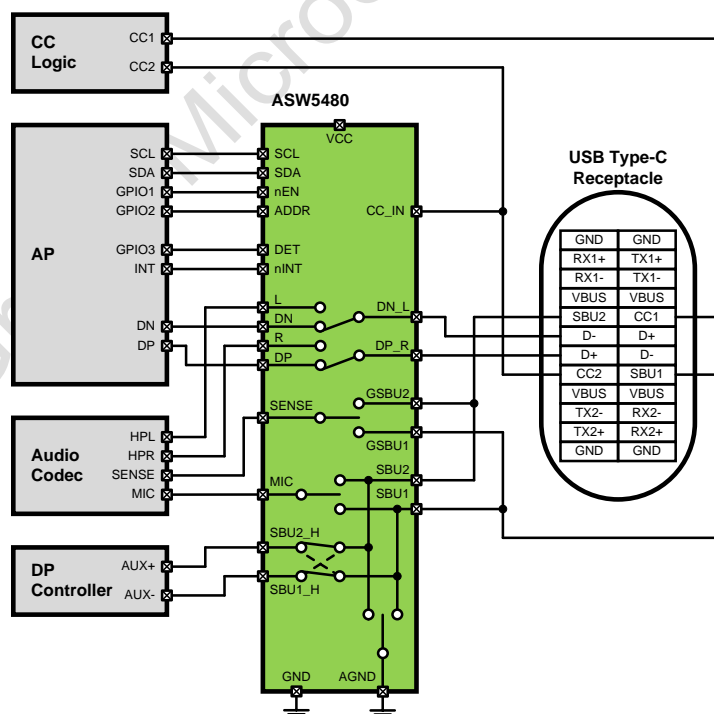 CC Logic
CC1
CC2
ASW5480
VCC
AP
SCL
SDA
GPIO1
GPIO2
GPIO3
INT
DN
DP
SCL
SDA
nEN
ADDR
DET
nINT
L
DN
R
DP
SENSE
MIC
SBU2_H
SBU1_H
CC_IN
DN_L
DP_R
GSBU2
GSBU1
SBU2
SBU1
GND
AGND
Audio Codec
HPL
HPR
SENSE
MIC
DP Controller
AUX+
AUX-
USB Type-C
Receptacle
GND GND
RX1+ TX1+
RX1- TX1-
VBUS VBUS
SBU2 CC1
D- D+
D+ D-
CC2 SBU1
VBUS VBUS
TX2- RX2-
TX2+ RX2+
GND GND